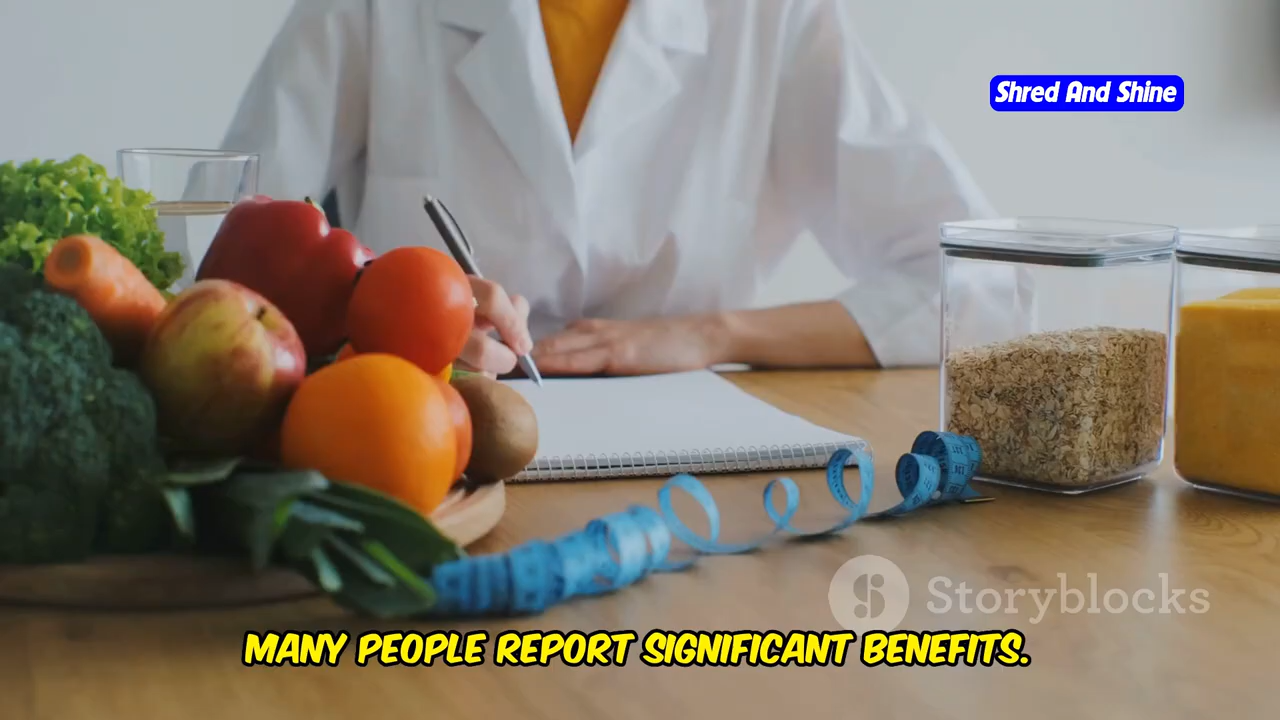 Shred And Shine
Storyblocks
MANY PEOPLE REPORT SIGNIFICANT BENEFITS.